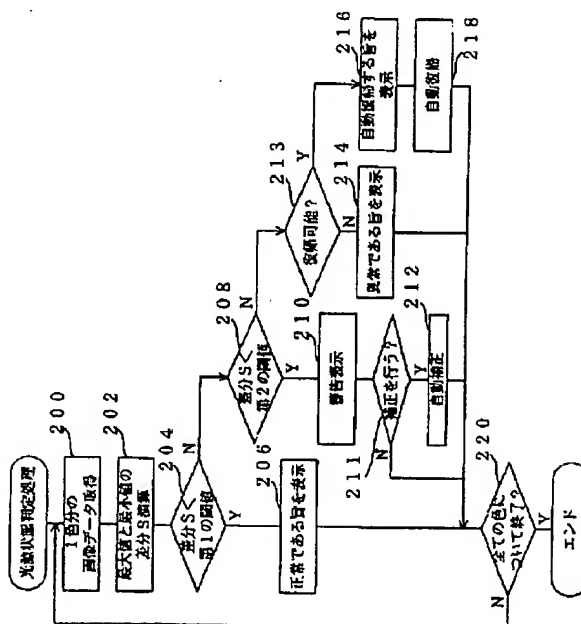 光源状態判定処理
200
1色分の
画像データ取得
202
最大値と最小値の
差分S演算
204
差分S<
第1の閾値
N
Y
206
正常である旨を表示
208
差分S<
第2の閾値
N
Y
210
警告表示
211
補正を行う?
Y
212
自動補正
213
復帰可能?
Y
N
214
異常である旨を表示
216
自動復帰する旨を
表示
218
自動復帰
220
全ての色に
ついて終了?
N
Y
エンド